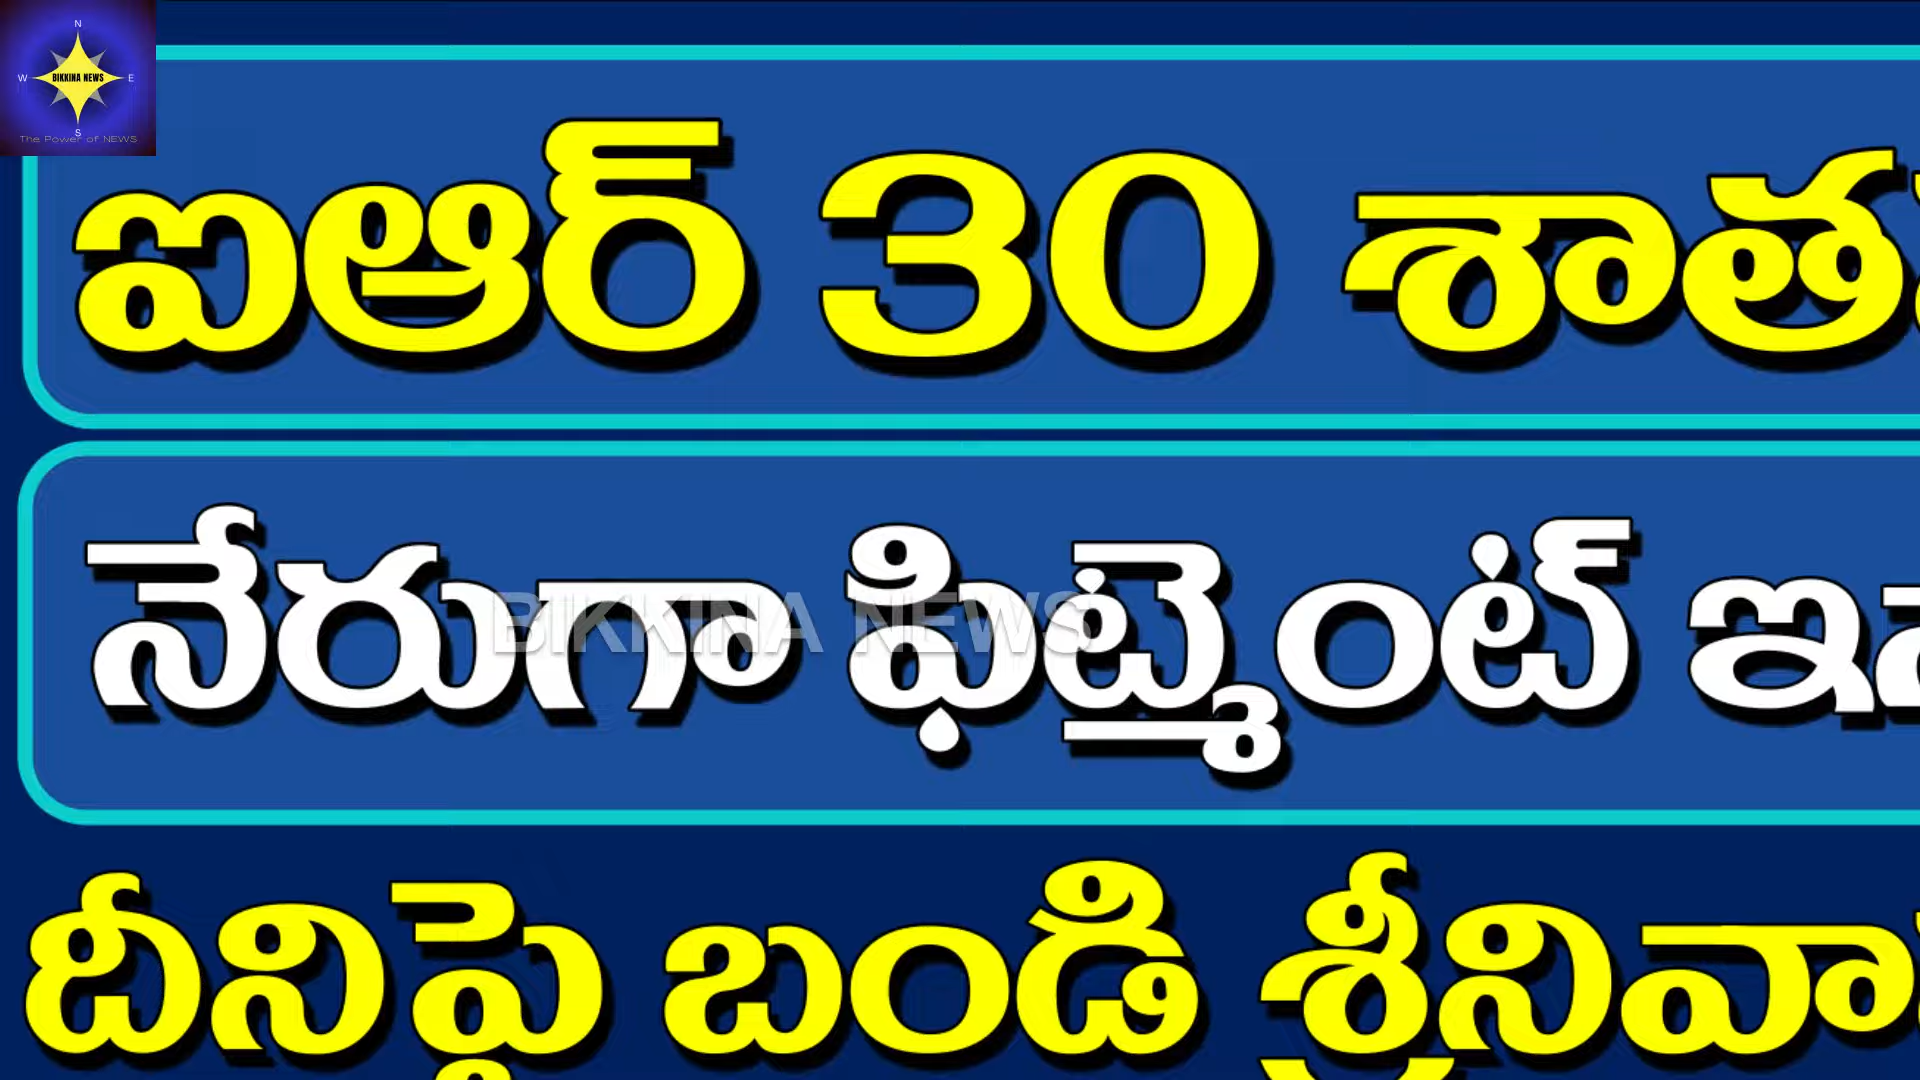 N
W BIKKINA NEWS E
S
The Power of NEWS
ఐఆర్ 30
నేరుగా ఫిట్మెంట్
BIKKINA NEWS
దీనిపై బండి